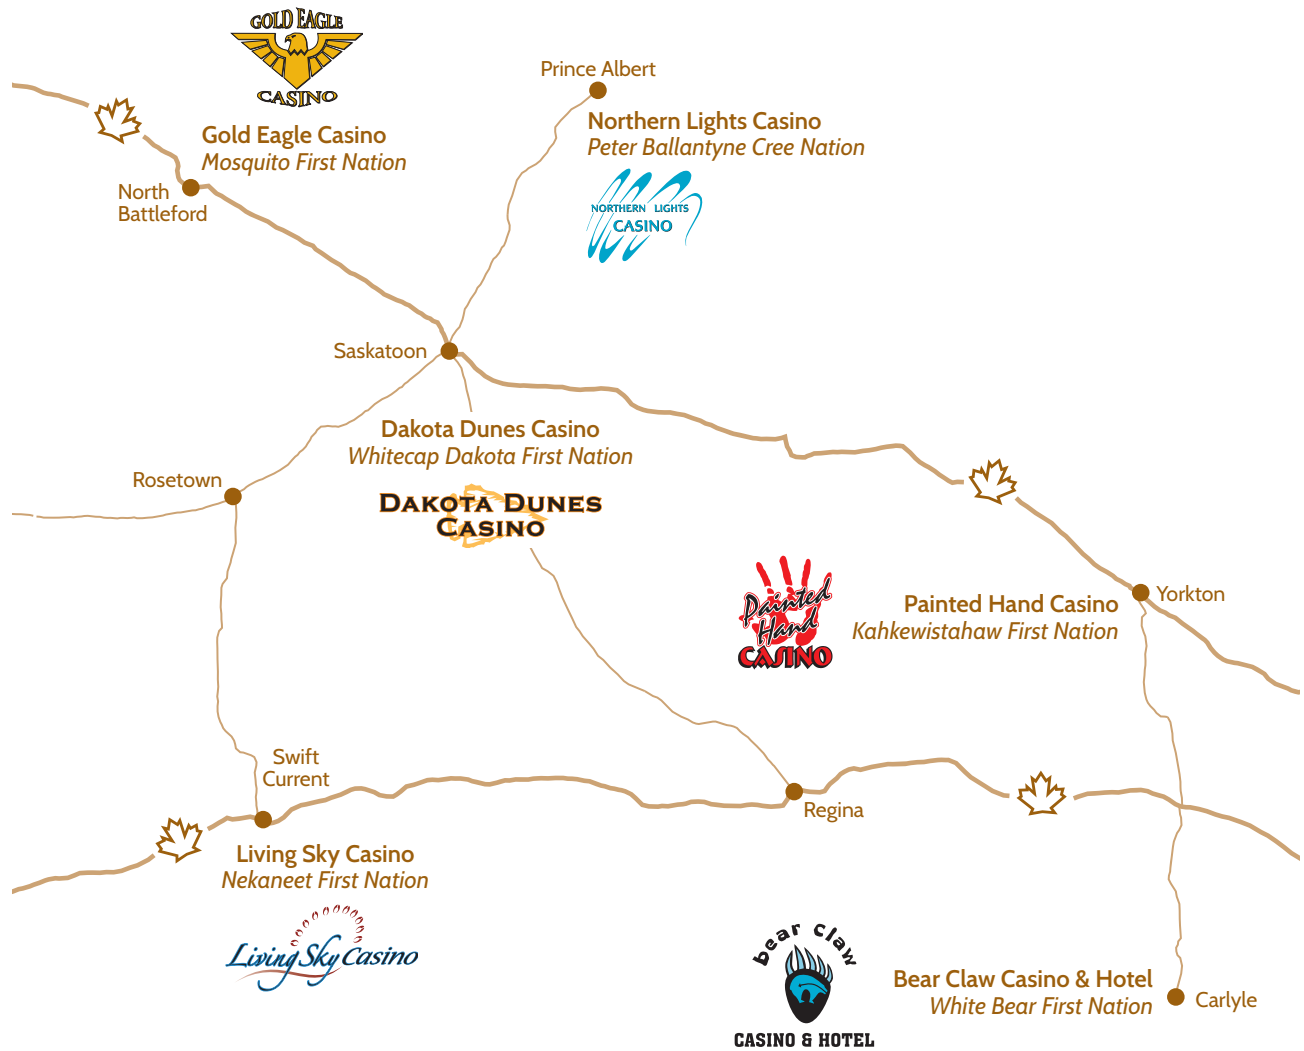 GOLD EAGLE
CASINO
Prince Albert
Gold Eagle Casino
Mosquito First Nation
Northern Lights Casino
Peter Ballantyne Cree Nation
North
Battleford
NORTHERN LIGHTS
CASINO
Saskatoon
Dakota Dunes Casino
Whitecap Dakota First Nation
Rosetown
DAKOTA DUNES
CASINO
Painted
Hand
CASINO
Painted Hand Casino
Kahkewistahaw First Nation
Yorkton
Swift
Current
Regina
Living Sky Casino
Nekaneet First Nation
Living Sky Casino
bear claw
CASINO & HOTEL
Bear Claw Casino & Hotel
White Bear First Nation
Carlyle